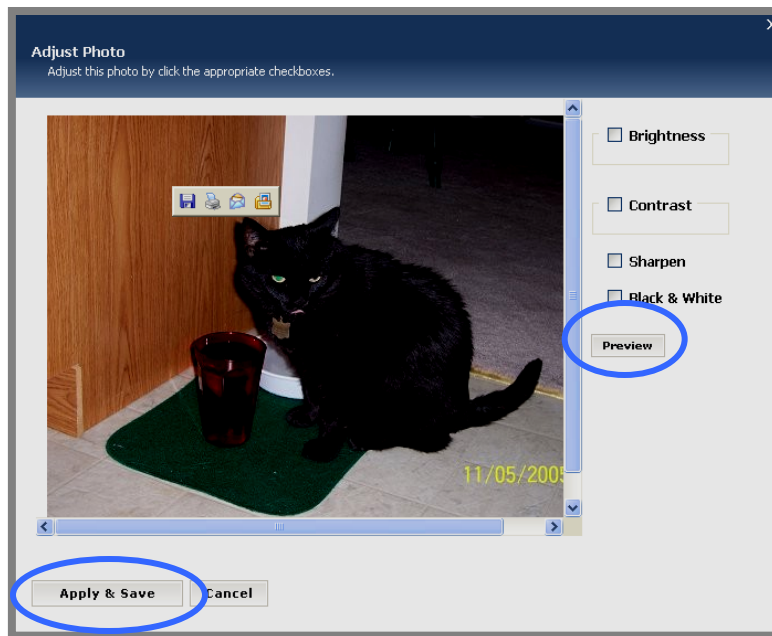 Adjust Photo
Adjust this photo by click the appropriate checkboxes.
Brightness
Contrast
Sharpen
Black & White
Preview
11/05/2005
Apply & Save
Cancel